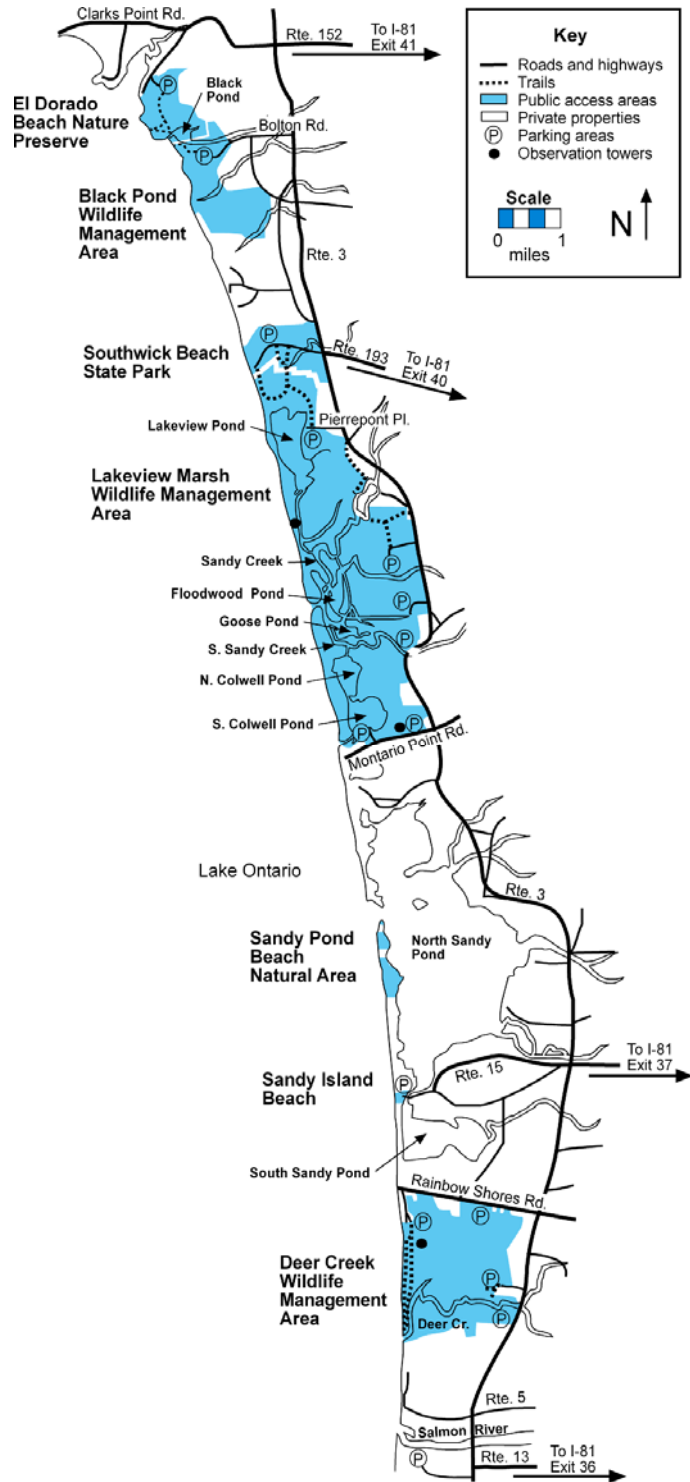 Clarks Point Rd.
Rte. 152
To I-81
Exit 41
Key
Roads and highways
Trails
Public access areas
Private properties
P Parking areas
Observation towers
Scale
0 1
miles
N
P
Black
Pond
El Dorado
Beach Nature
Preserve
Bolton Rd.
P
Black Pond
Wildlife
Management
Area
Rte. 3
P
Southwick Beach
State Park
Rte. 193
To I-81
Exit 40
Lakeview Pond
Pierrepont Pl.
P
Lakeview Marsh
Wildlife Management
Area
Sandy Creek
P
Floodwood Pond
P
Goose Pond
P
S. Sandy Creek
N. Colwell Pond
S. Colwell Pond
P
P
Montario Point Rd.
Lake Ontario
Rte. 3
Sandy Pond
Beach
Natural Area
North Sandy
Pond
To I-81
Exit 37
Rte. 15
Sandy Island
Beach
P
South Sandy Pond
Rainbow Shores Rd.
P
P
Deer Creek
Wildlife
Management
Area
P
Deer Cr.
P
Rte. 5
Salmon River
P
Rte. 13
To I-81
Exit 36